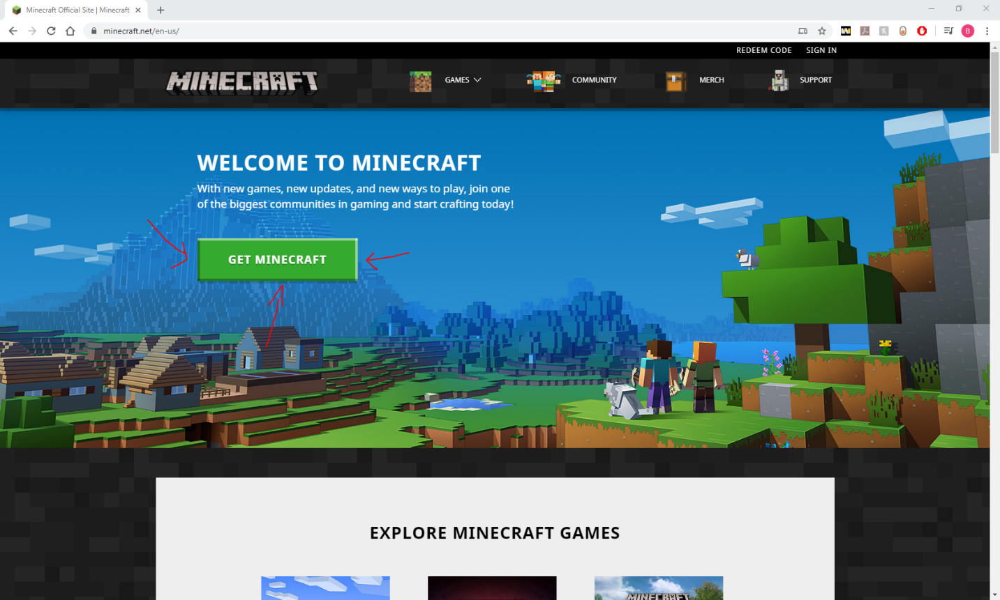 Minecraft Official Site | Minecraft
minecraft.net/en-us/
B
REDEEM CODE SIGN IN
MINECRAFT GAMES COMMUNITY MERCH SUPPORT
WELCOME TO MINECRAFT
With new games, new updates, and new ways to play, join one
of the biggest communities in gaming and start crafting today!
GET MINECRAFT
EXPLORE MINECRAFT GAMES
MINECRAFT